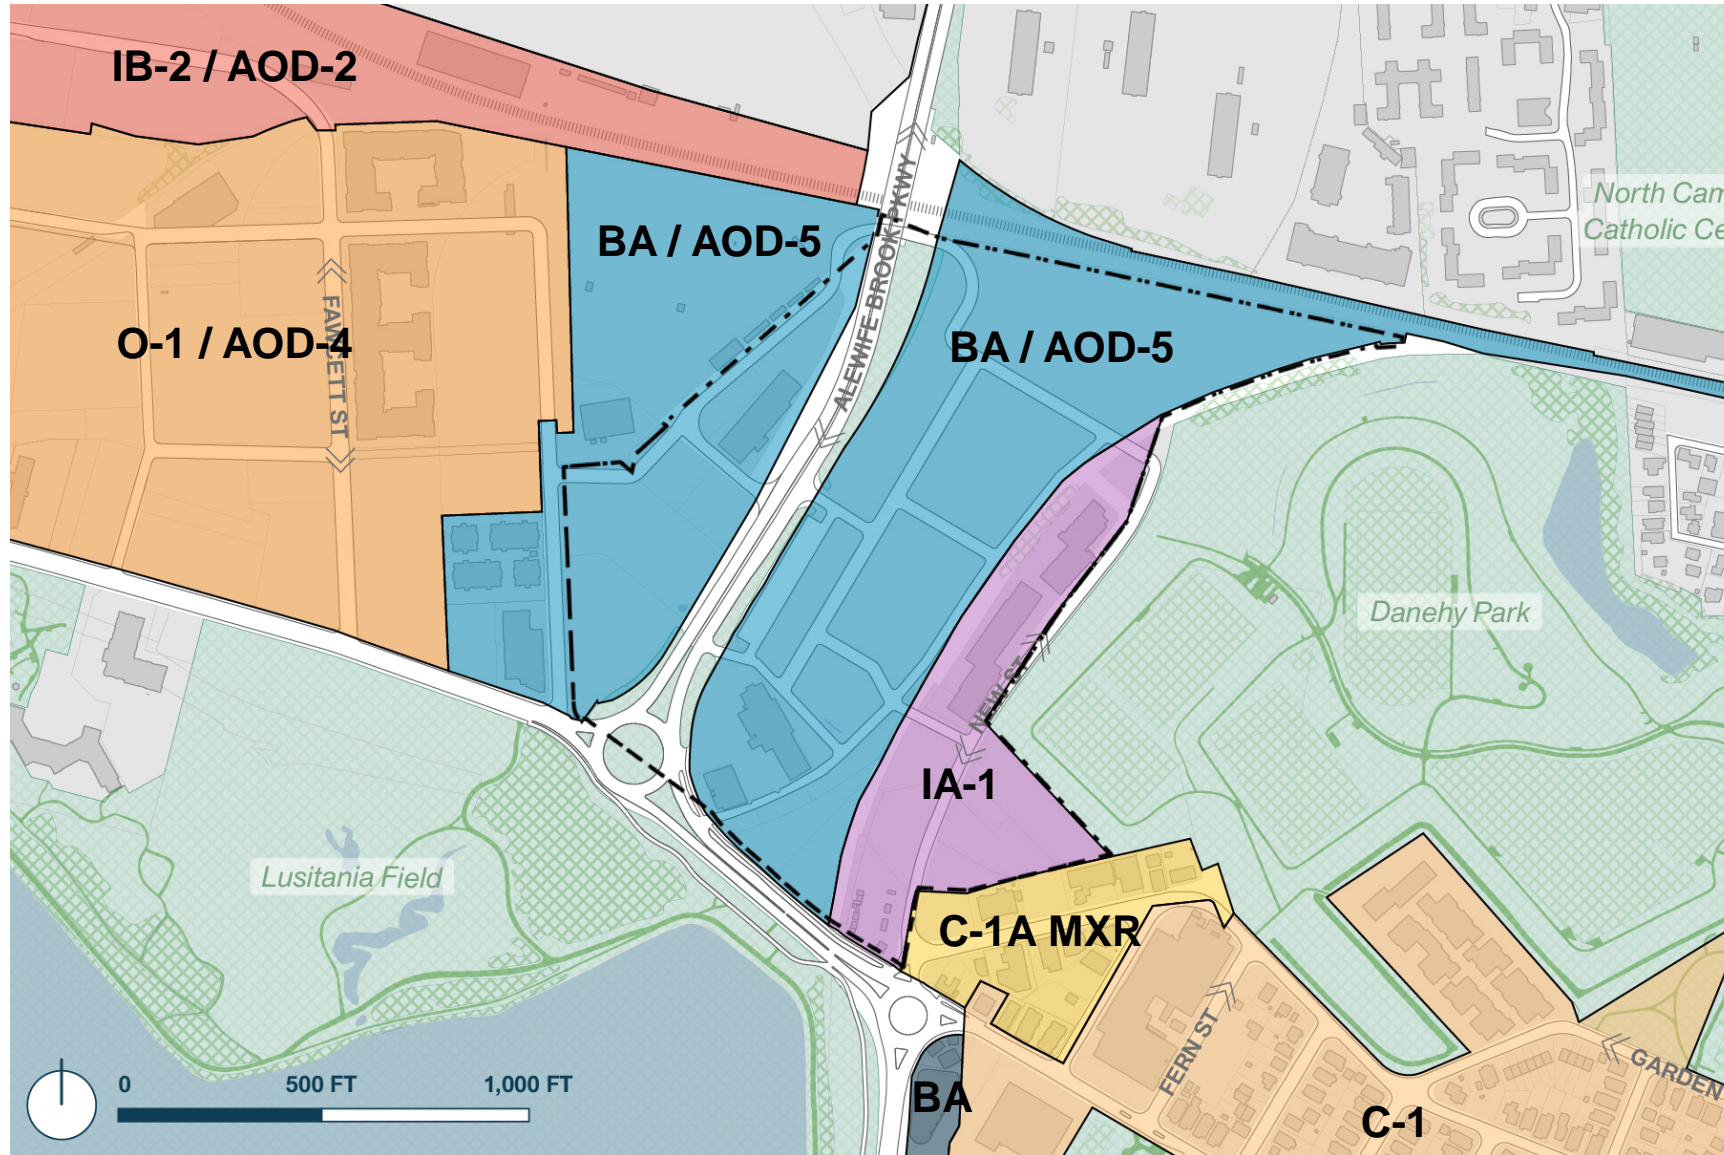 IB-2 / AOD-2
BA / AOD-5
O-1 / AOD-4
FAWCETT ST
ALEWIFE BROOK PKWY
BA / AOD-5
North Cam
Catholic Ce
Danehy Park
NEW ST
IA-1
Lusitania Field
C-1A MXR
FERN ST
GARDEN
BA
C-1
0 500 FT 1,000 FT